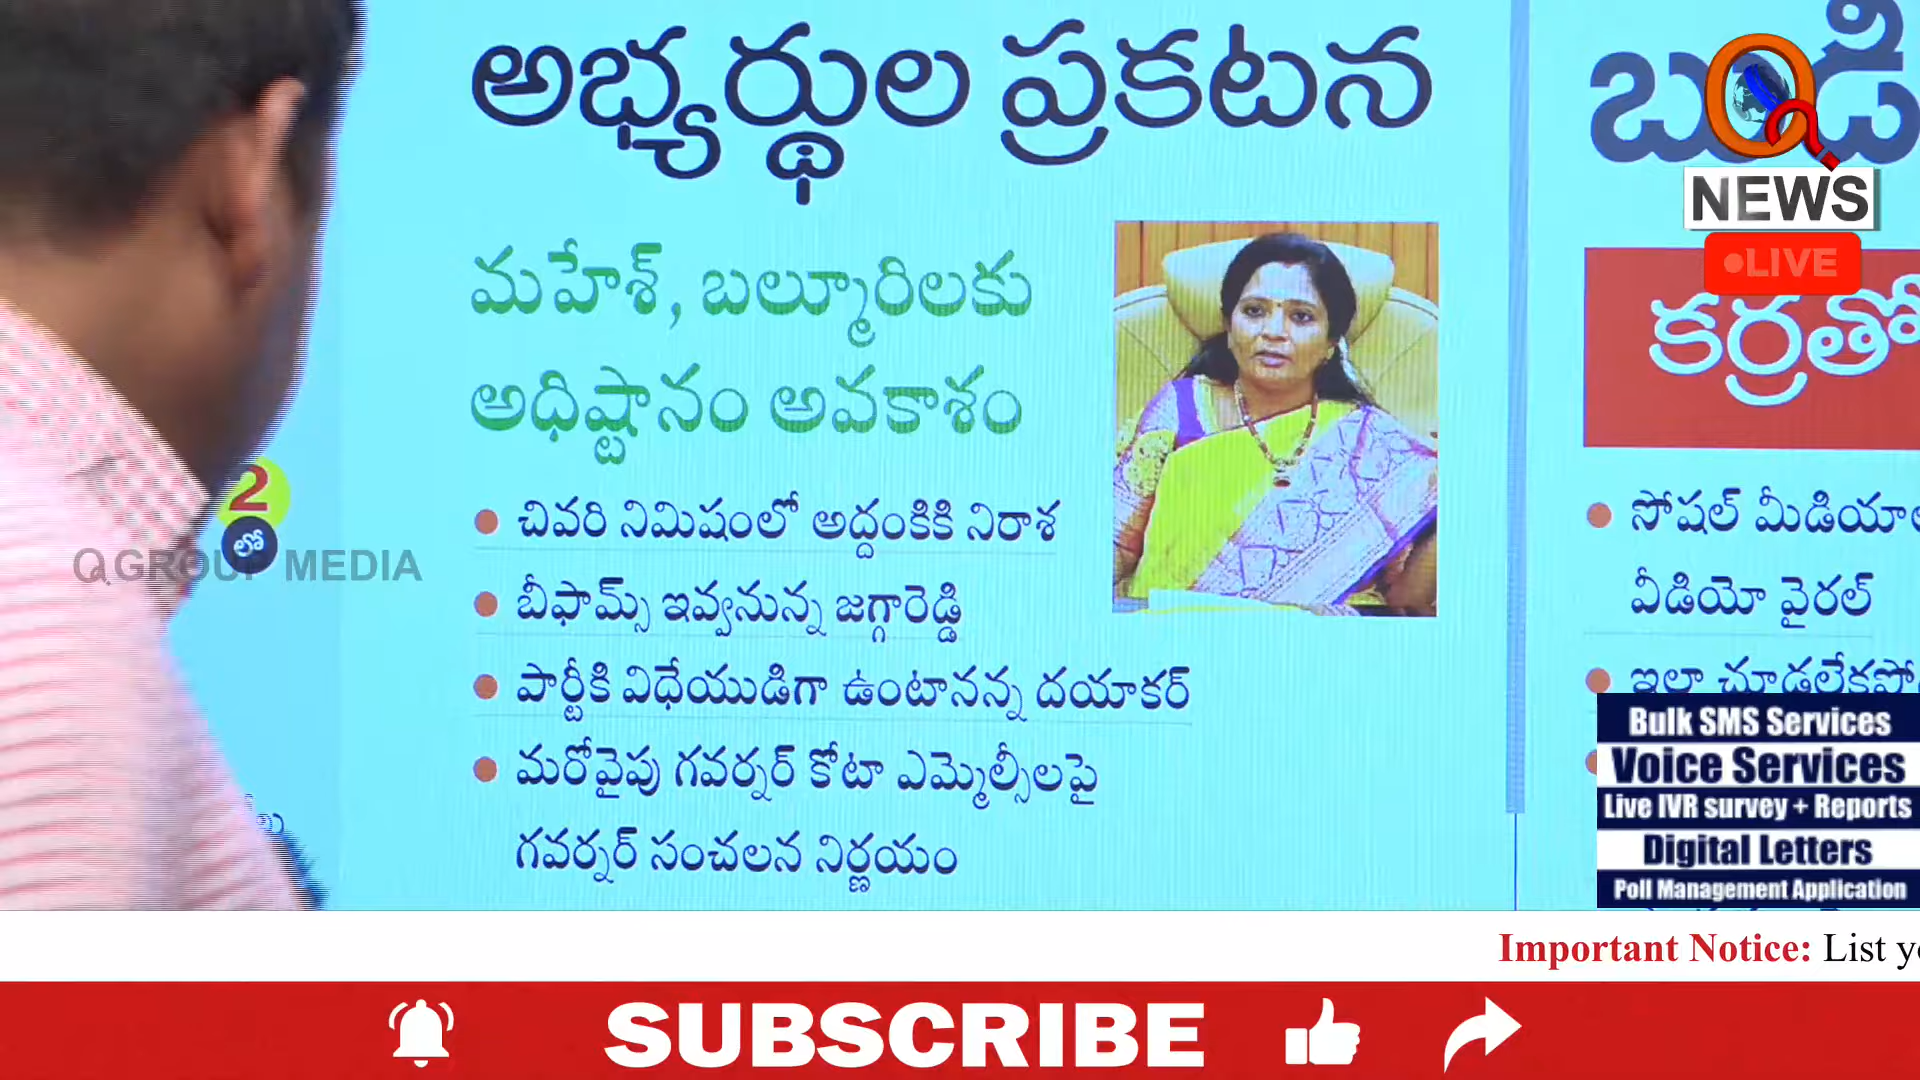 అభ్యర్థుల ప్రకటన
మహేశ్, బల్మూరిలకు
అధిష్టానం అవకాశం
• చివరి నిమిషంలో అద్దంకికి నిరాశ
• బీఫామ్స్ ఇవ్వనున్న జగ్గారెడ్డి
• పార్టీకి విధేయుడిగా ఉంటానన్న దయాకర్
• మరోవైపు గవర్నర్ కోటా ఎమ్మెల్సీలపై
గవర్నర్ సంచలన నిర్ణయం
2
లో
Q GROUP MEDIA
Q
NEWS
•LIVE
కర్రతో
• సోషల్ మీడియా
వీడియో వైరల్
• ఇలా
Bulk SMS Services
Voice Services
Live IVR survey + Reports
Digital Letters
Poll Management Application
Important Notice: List
SUBSCRIBE